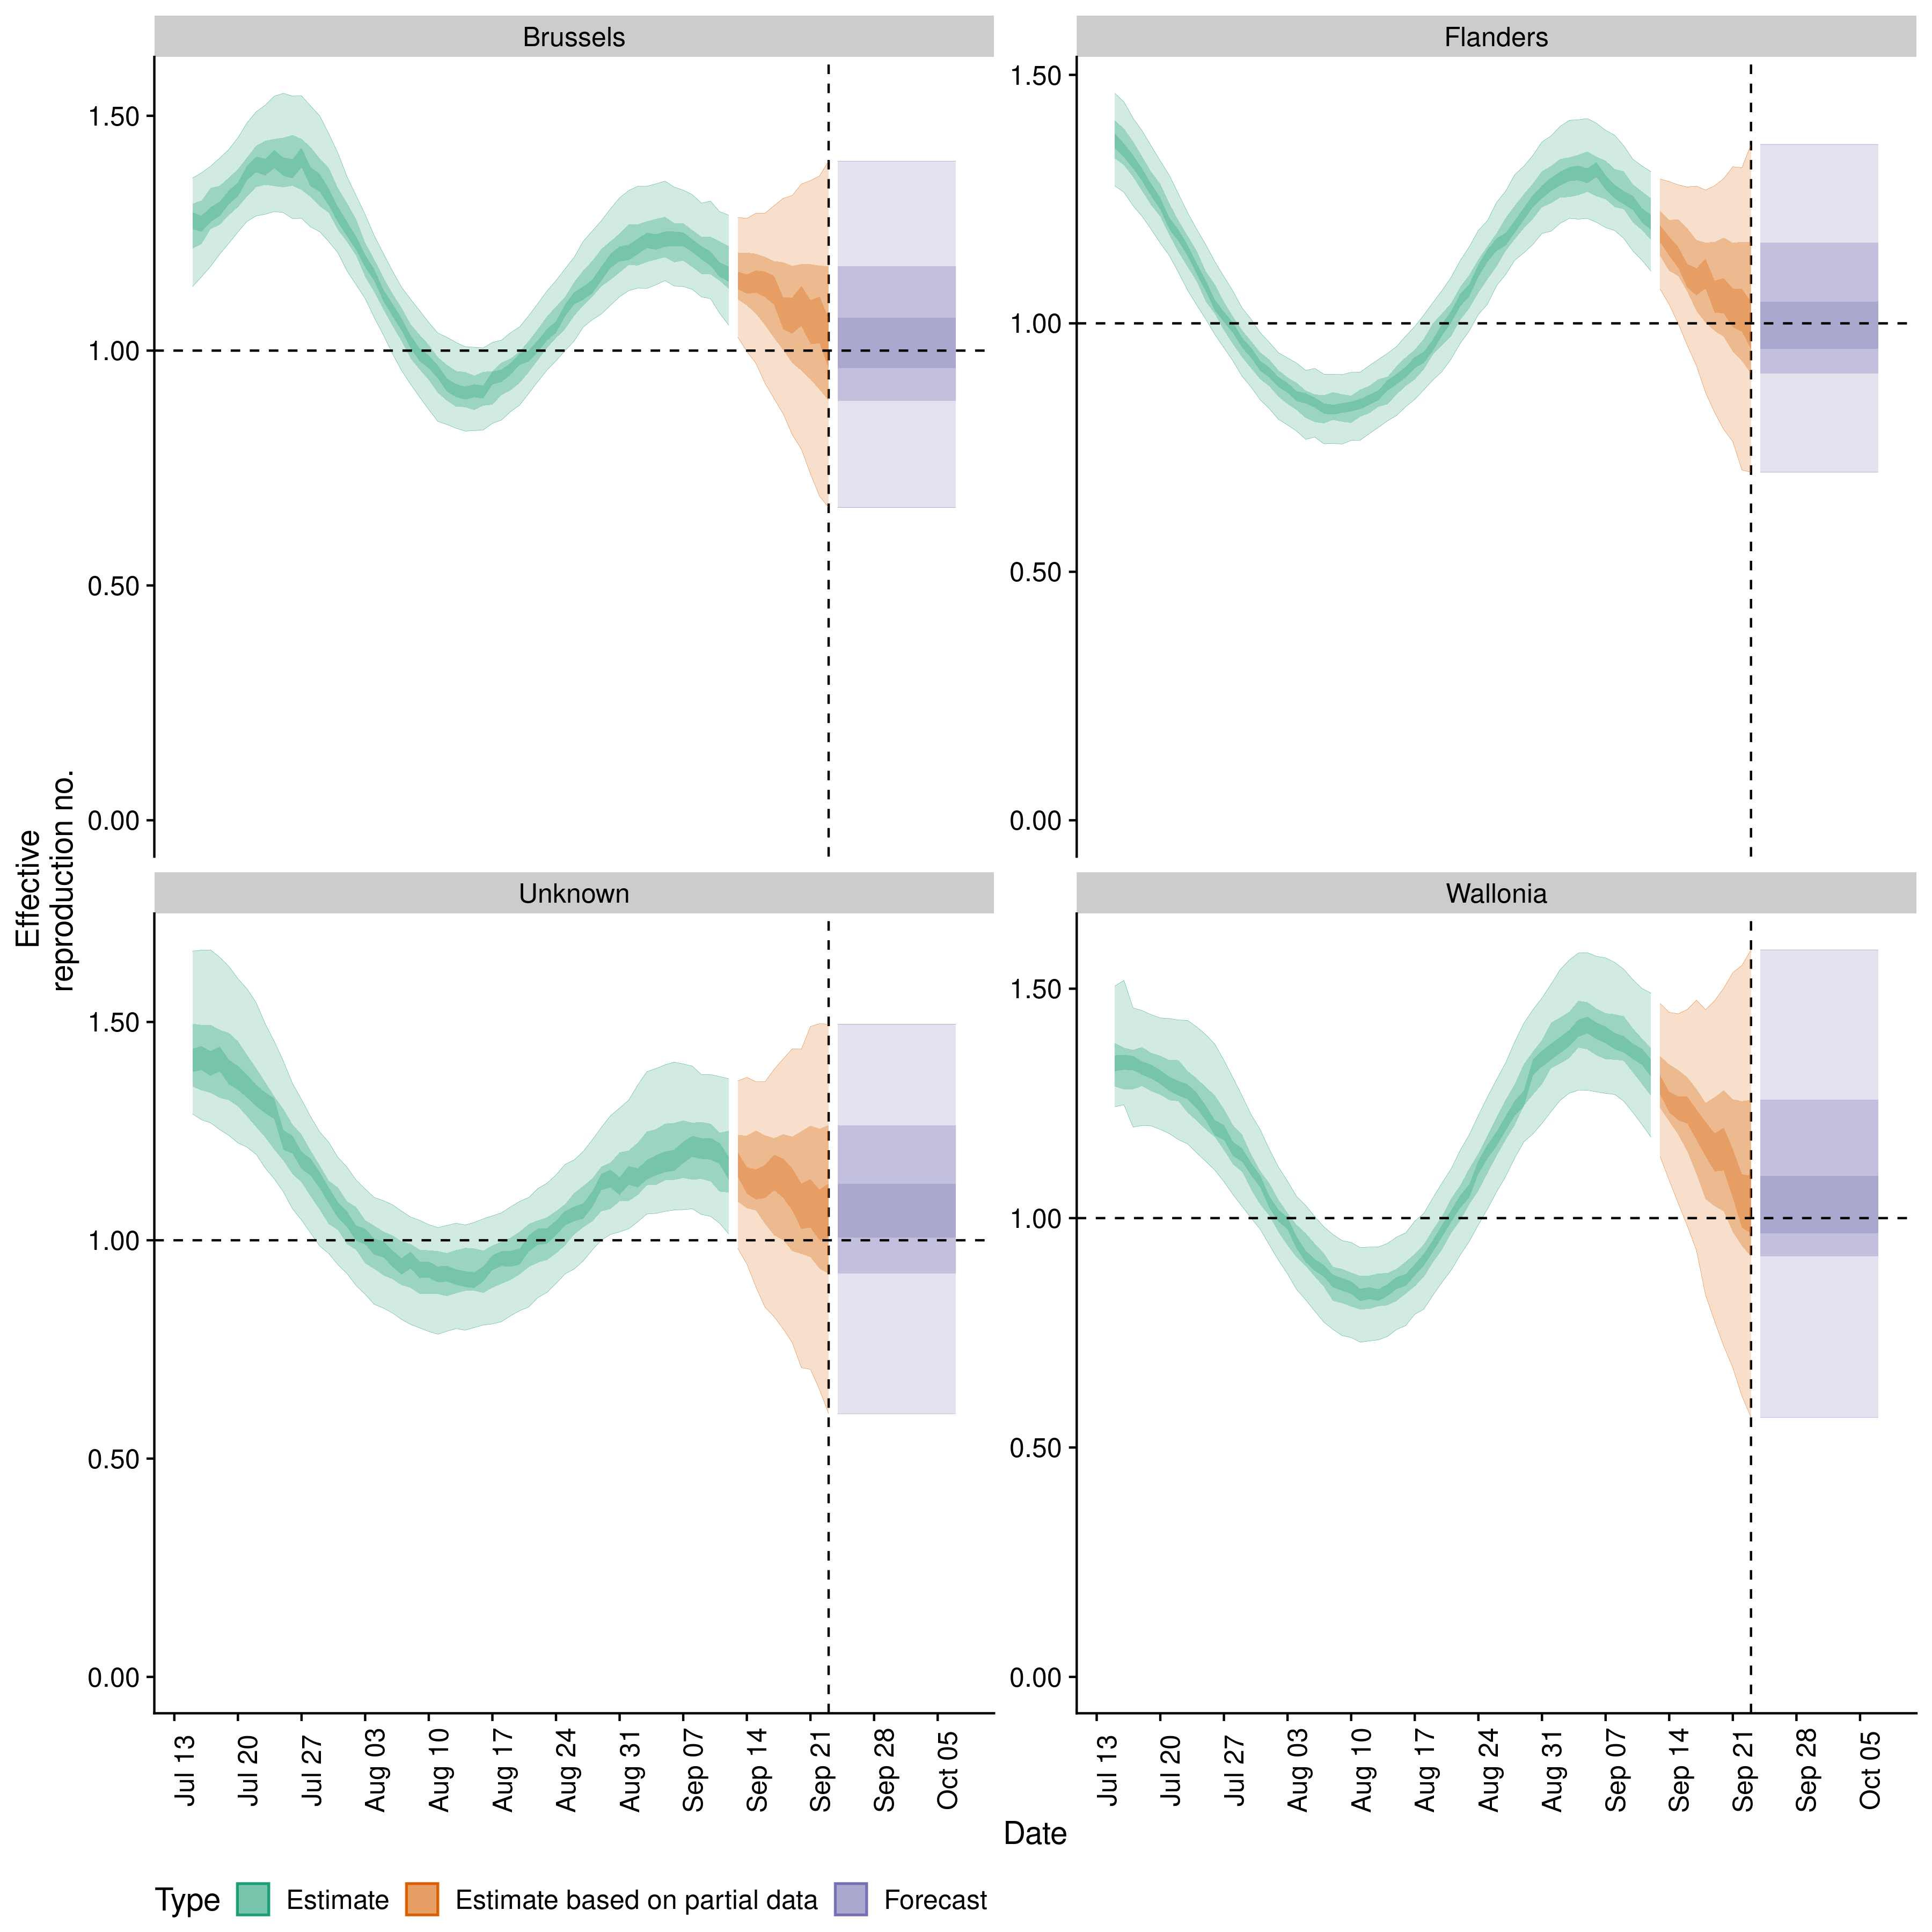 Brussels
Flanders
1.50
1.00
0.50
0.00
1.50
1.00
0.50
0.00
Effective
reproduction no.
Unknown
Wallonia
1.50
1.00
0.50
0.00
1.50
1.00
0.50
0.00
Jul 13
Jul 20
Jul 27
Aug 03
Aug 10
Aug 17
Aug 24
Aug 31
Sep 07
Sep 14
Sep 21
Sep 28
Oct 05
Jul 13
Jul 20
Jul 27
Aug 03
Aug 10
Aug 17
Aug 24
Aug 31
Sep 07
Sep 14
Sep 21
Sep 28
Oct 05
Date
Type Estimate Estimate based on partial data Forecast